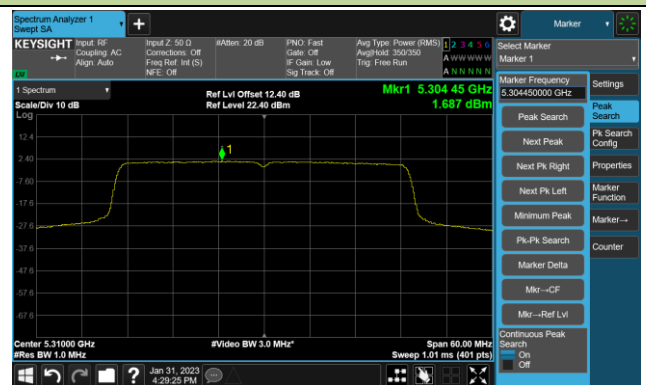 Spectrum Analyzer 1
Swept SA
+
Marker
KEYSIGHT
Input: RF
Coupling: AC
Align: Auto
Input Z: 50 Ω
Corrections: Off
Freq Ref: Int (S)
NFE: Off
#Atten: 20 dB
PNO: Fast
Gate: Off
IF Gain: Low
Sig Track: Off
Avg Type: Power (RMS)
Avg|Hold: 350/350
Trig: Free Run
1 2 3 4 5 6
A W W W W W
A N N N N N
LW
Select Marker
Marker 1
Marker Frequency
5.304450000 GHz
Settings
Peak Search
Next Peak
Next Pk Right
Next Pk Left
Minimum Peak
Pk-Pk Search
Marker Delta
Mkr→CF
Mkr→Ref Lvl
Continuous Peak
Search
On
Off
Peak
Search
Pk Search
Config
Properties
Marker
Function
Marker→
Counter
1 Spectrum
Scale/Div 10 dB
Log
Ref Lvl Offset 12.40 dB
Ref Level 22.40 dBm
Mkr1 5.304 45 GHz
1.687 dBm
1
12.4
2.40
-7.60
-17.6
-27.6
-37.6
-47.6
-57.6
-67.6
Center 5.31000 GHz
#Res BW 1.0 MHz
#Video BW 3.0 MHz*
Span 60.00 MHz
Sweep 1.01 ms (401 pts)
?
Jan 31, 2023
4:29:25 PM